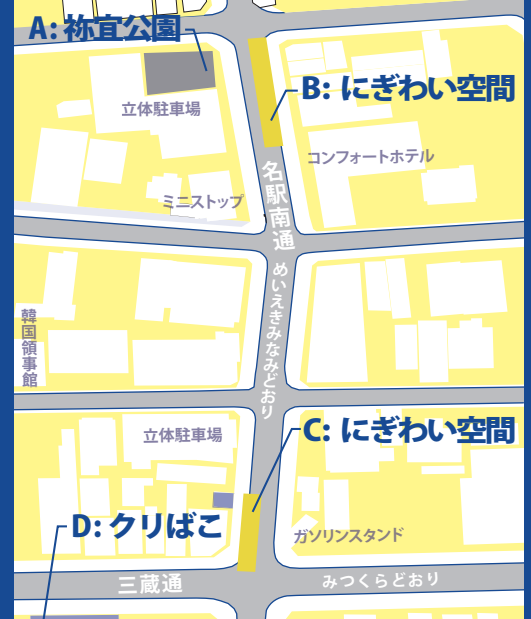 A: 祢宜公園
B: にぎわい空間
立体駐車場
コンフォートホテル
ミニストップ
名駅南通
めいえきみなみどおり
韓国領事館
立体駐車場
C: にぎわい空間
D: クリばこ
ガソリンスタンド
三蔵通
みつくらどおり